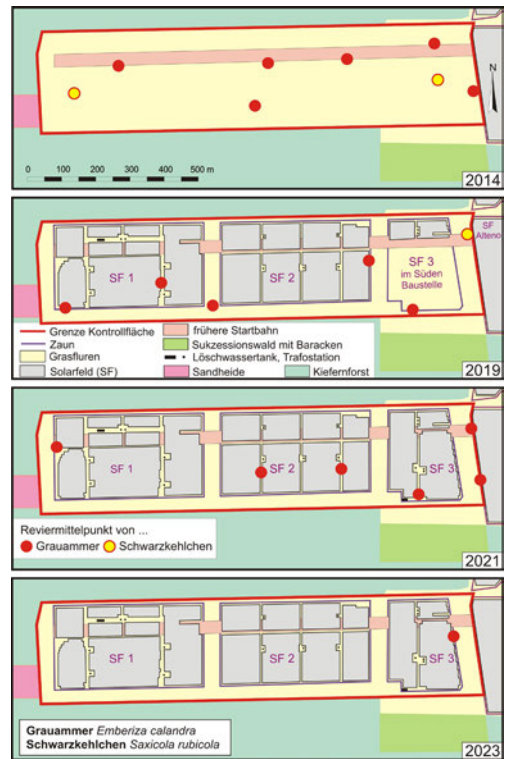 N
0 100 200 300 400 500 m
2014
SF
Alteno
SF 1
SF 2
SF 3
im Süden
Baustelle
Grenze Kontrollfläche
Zaun
Grasfluren
Solarfeld (SF)
frühere Startbahn
Sukzessionswald mit Baracken
Löschwassertank, Trafostation
Sandheide
Kiefernforst
2019
SF 1
SF 2
SF 3
Reviermittelpunkt von ...
Grauammer Schwarzkehlchen
2021
SF 1
SF 2
SF 3
Grauammer Emberiza calandra
Schwarzkehlchen Saxicola rubicola
2023